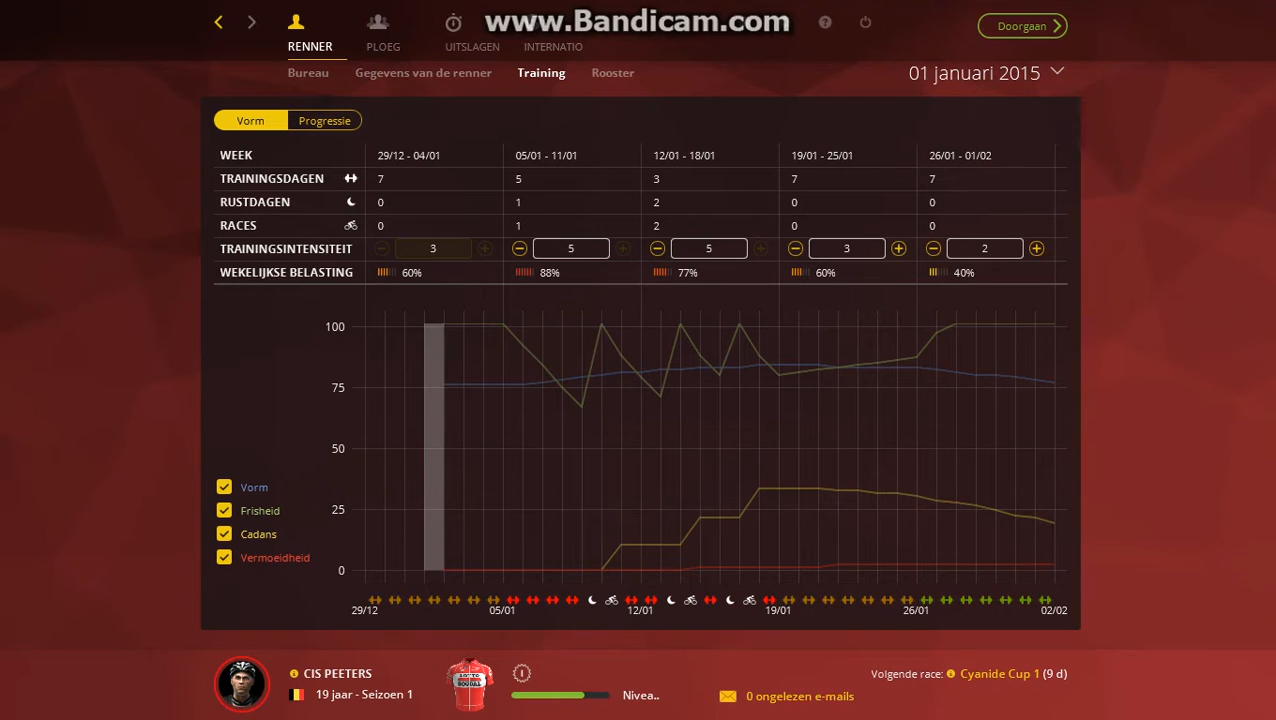 www.Bandicam.com
RENNER PLOEG UITSLAGEN INTERNATIO
Doorgaan
Bureau Gegevens van de renner Training Rooster
01 januari 2015
Vorm Progressie
WEEK 29/12 - 04/01 05/01 - 11/01 12/01 - 18/01 19/01 - 25/01 26/01 - 01/02
TRAININGSDAGEN 7 5 3 7 7
RUSTDAGEN 0 1 2 0 0
RACES 0 1 2 0 0
TRAININGSINTENSITEIT 3 5 5 3 2
WEKELIJKSE BELASTING 60% 88% 77% 60% 40%
100
75
50
25
0
Vorm
Frisheid
Cadans
Vermoeidheid
29/12 05/01 12/01 19/01 26/01 02/02
CIS PEETERS
19 jaar - Seizoen 1
SOUDAL
Nivea..
Volgende race: Cyanide Cup 1 (9 d)
0 ongelezen e-mails